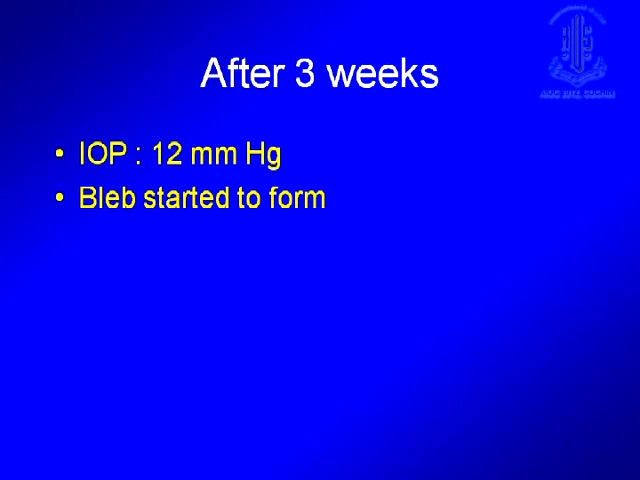 After 3 weeks
• IOP : 12 mm Hg
• Bleb started to form